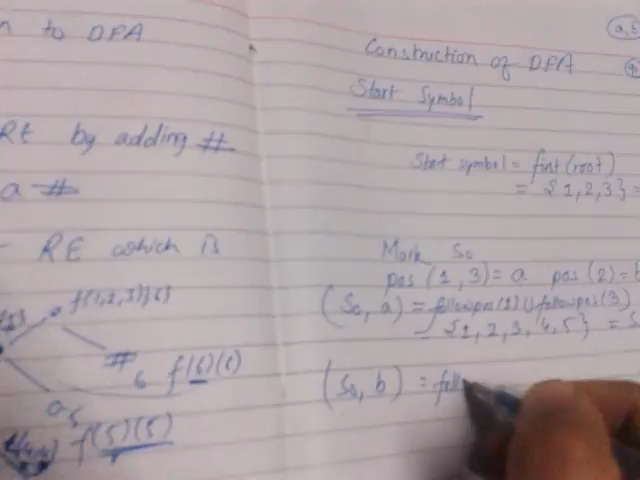 n to DFA
RE by adding #
a #
RE which is
f(1,2,3){6}
# 6 f(6)(6)
a5
f(5)(5)
a,b
Construction of DFA
Start Symbol
Start symbol = first(root)
= {1,2,3} =
Mark S0
pos(1,3) = a pos(2) = b
(S0, a) = followpos(1) ∪ followpos(3)
{1,2,3,4,5} = S
(S0, b) = foll